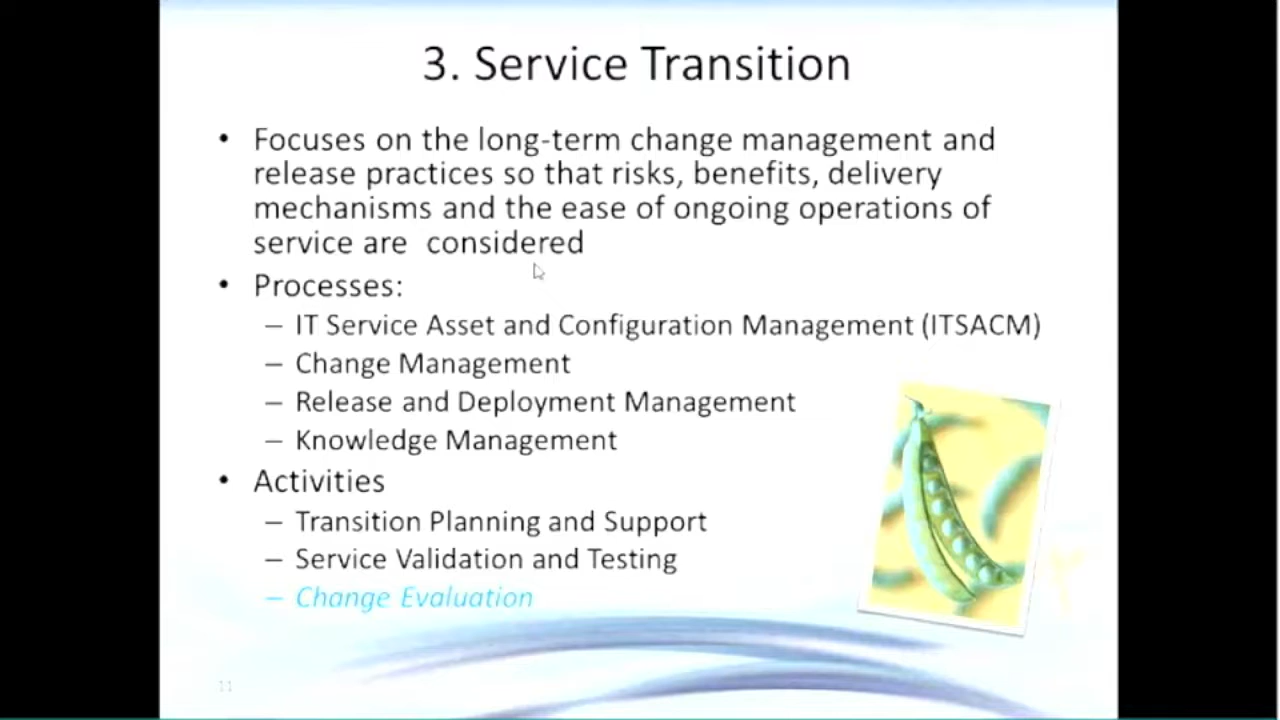 3. Service Transition
• Focuses on the long-term change management and
release practices so that risks, benefits, delivery
mechanisms and the ease of ongoing operations of
service are  considered
• Processes:
– IT Service Asset and Configuration Management (ITSACM)
– Change Management
– Release and Deployment Management
– Knowledge Management
• Activities
– Transition Planning and Support
– Service Validation and Testing
– Change Evaluation
11